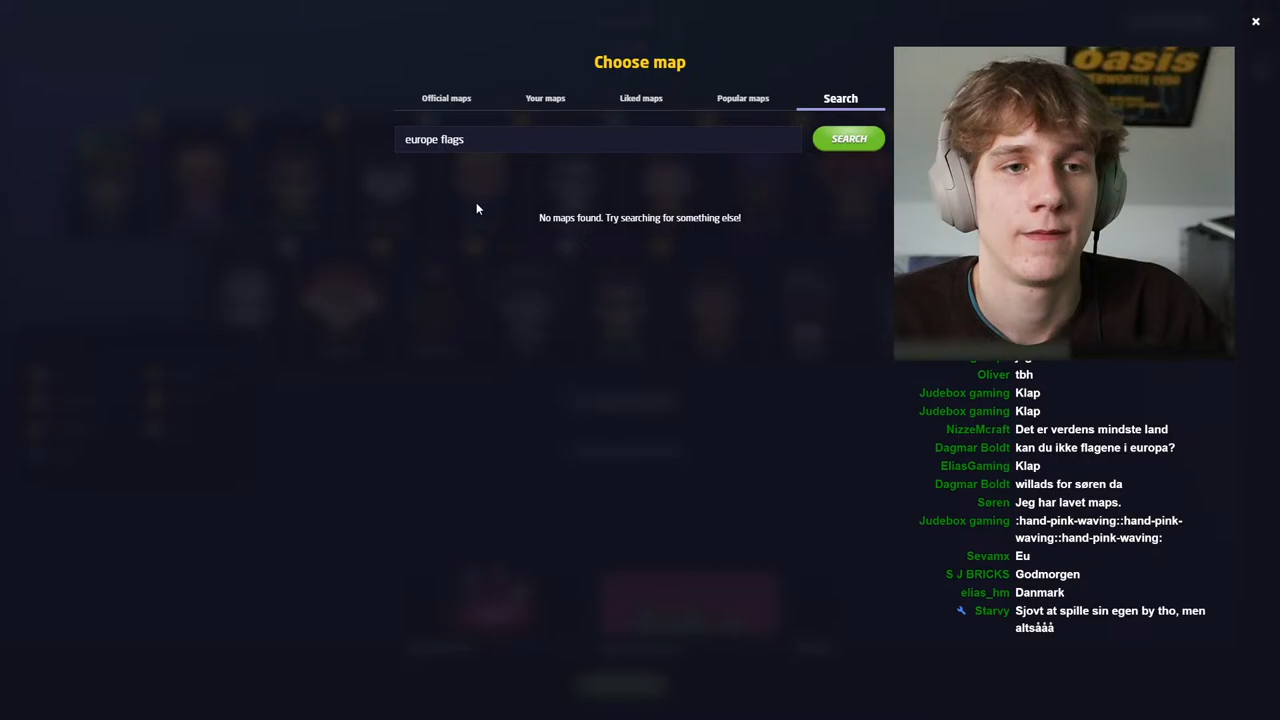 Choose map
Official maps
Your maps
Liked maps
Popular maps
Search
europe flags
SEARCH
No maps found. Try searching for something else!
oasis
Oliver tbh
Judebox gaming Klap
Judebox gaming Klap
NizzeMcraft Det er verdens mindste land
Dagmar Boldt kan du ikke flagene i europa?
EliasGaming Klap
Dagmar Boldt willads for søren da
Søren Jeg har lavet maps.
Judebox gaming :hand-pink-waving::hand-pink-
waving::hand-pink-waving:
Sevamx Eu
S J BRICKS Godmorgen
elias_hm Danmark
Starvy Sjovt at spille sin egen by tho, men
altsååå